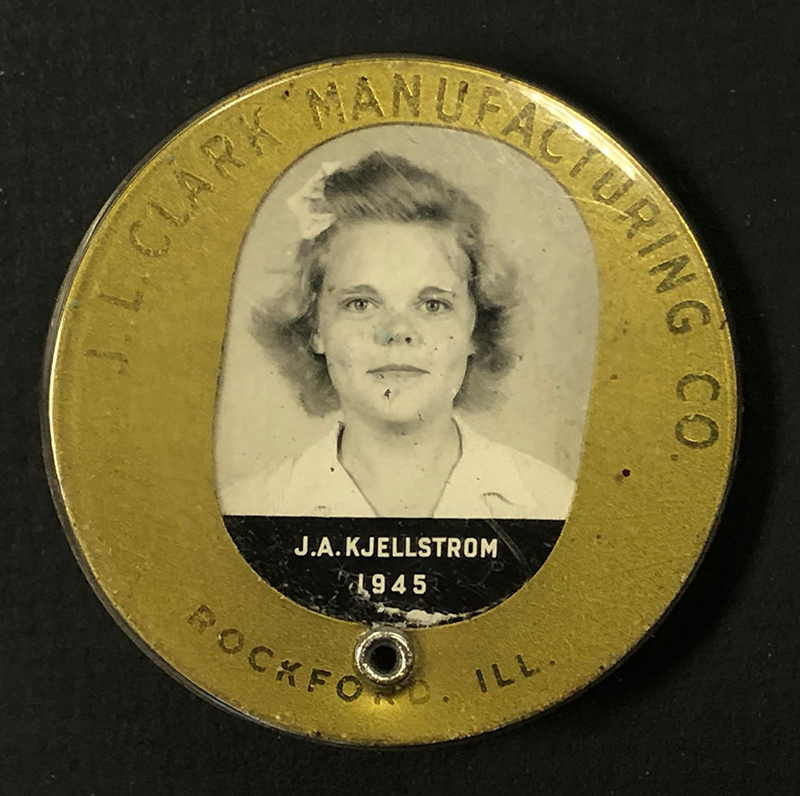 J. L. CLARK MANUFACTURING CO.
J.A. KJELLSTROM
1945
ROCKFORD. ILL.